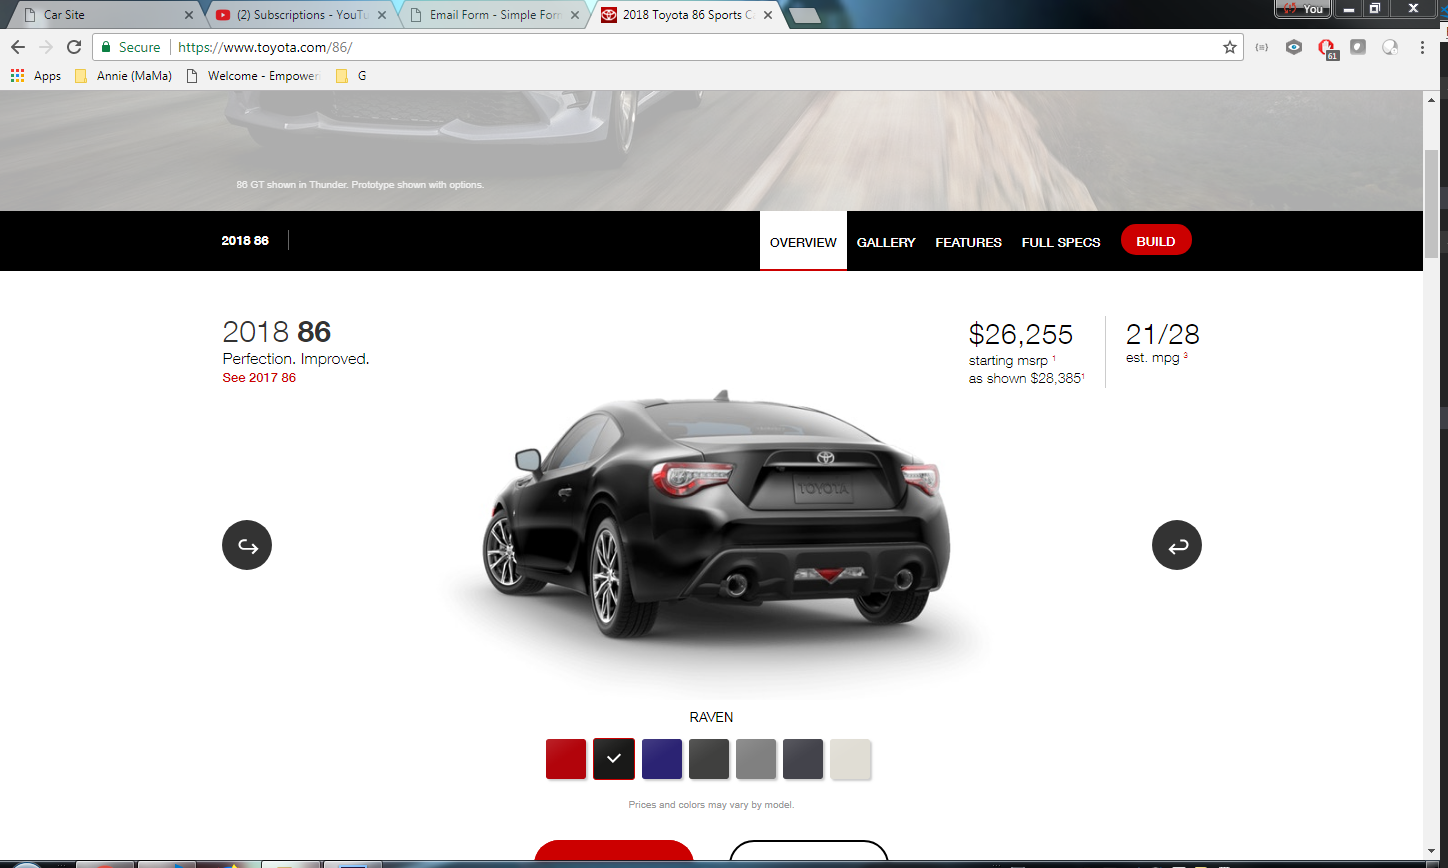 Car Site
(2) Subscriptions - YouTu
Email Form - Simple Form
2018 Toyota 86 Sports Ca
You
Secure
https://www.toyota.com/86/
61
Apps
Annie (MaMa)
Welcome - Empower
G
86 GT shown in Thunder. Prototype shown with options.
2018 86
OVERVIEW
GALLERY
FEATURES
FULL SPECS
BUILD
2018 86
Perfection. Improved.
See 2017 86
$26,255
starting msrp 1
as shown $28,3851
21/28
est. mpg 3
TOYOTA
RAVEN
Prices and colors may vary by model.